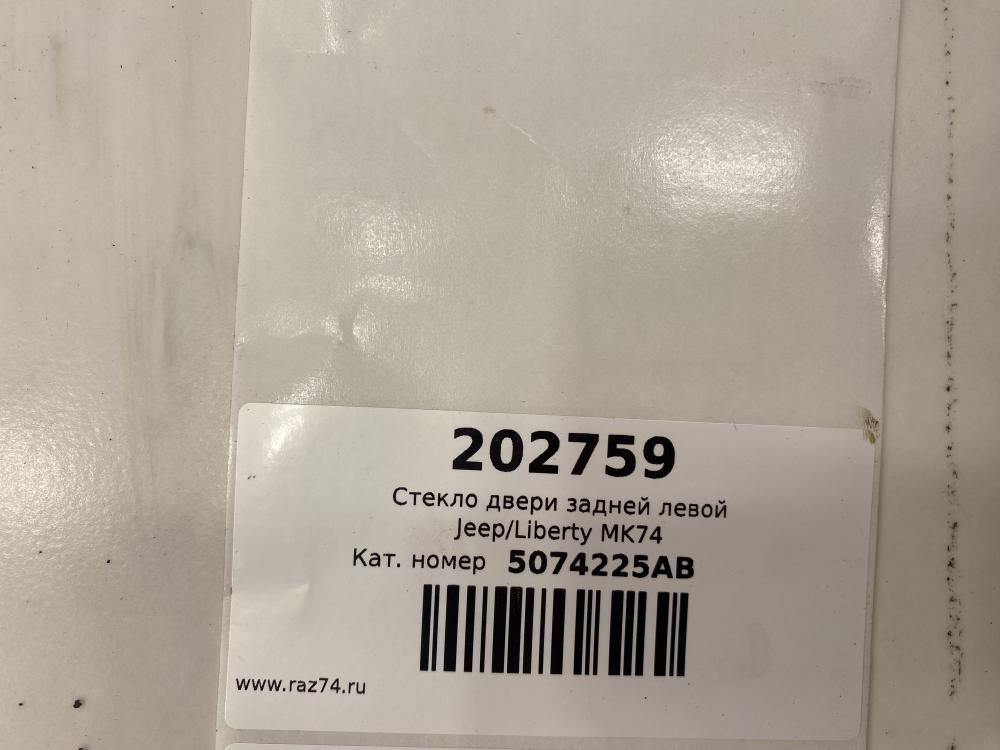 202759
Стекло двери задней левой
Jeep/Liberty MK74
Кат. номер 5074225AB
www.raz74.ru